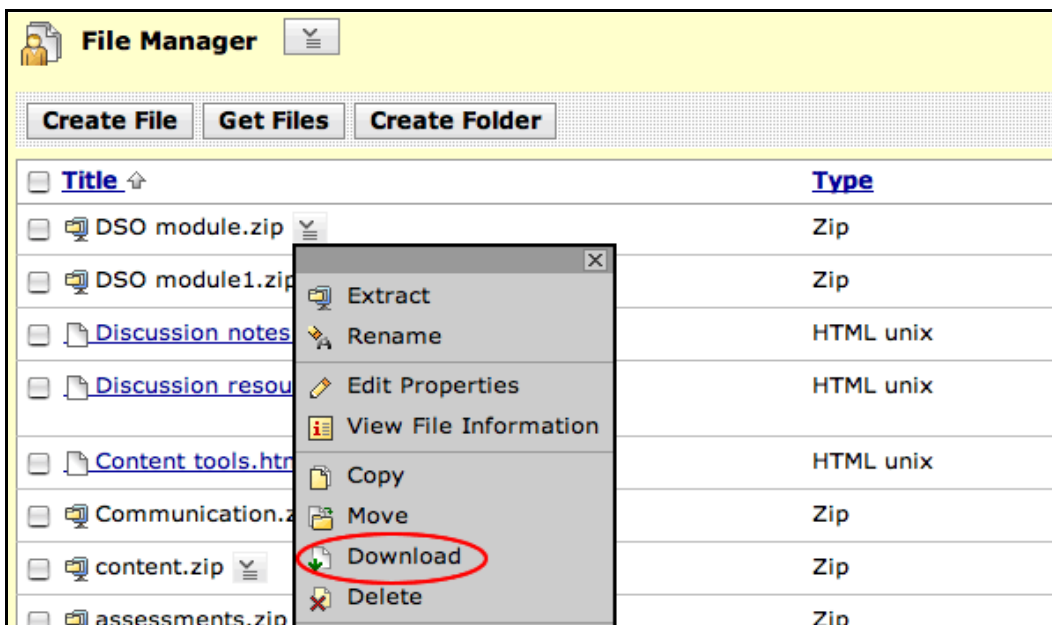 File Manager
Create File Get Files Create Folder
Title Type
DSO module.zip Zip
DSO module1.zip Zip
Extract
Discussion notes HTML unix
Rename
Discussion resou HTML unix
Edit Properties
View File Information
Content tools.htm HTML unix
Copy
Communication.z Zip
Move
Download
content.zip Zip
Delete
assessments.zip Zip